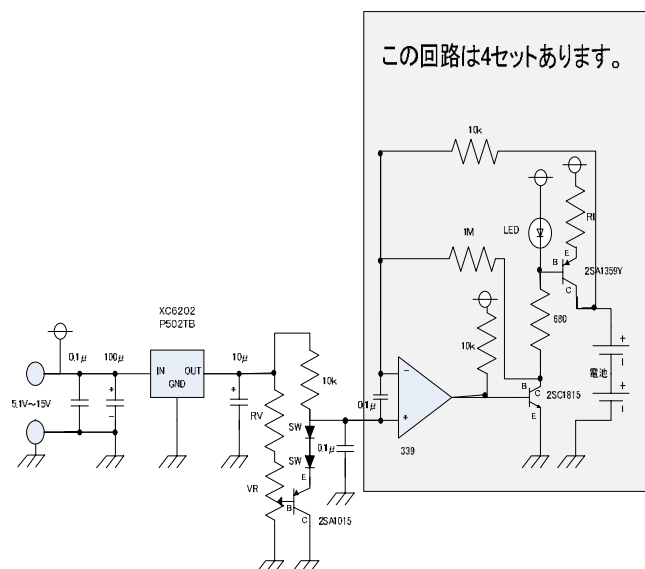 この回路は4セットあります。
10k
1M
LED
RI
E
B
2SA1359Y
C
XC6202
P502TB
0.1μ
100μ
IN
OUT
GND
10μ
10k
10k
680
電池
5.1V～15V
RV
SW
SW
0.1μ
0.1μ
339
B
C
2SC1815
E
VR
E
B
C
2SA1015